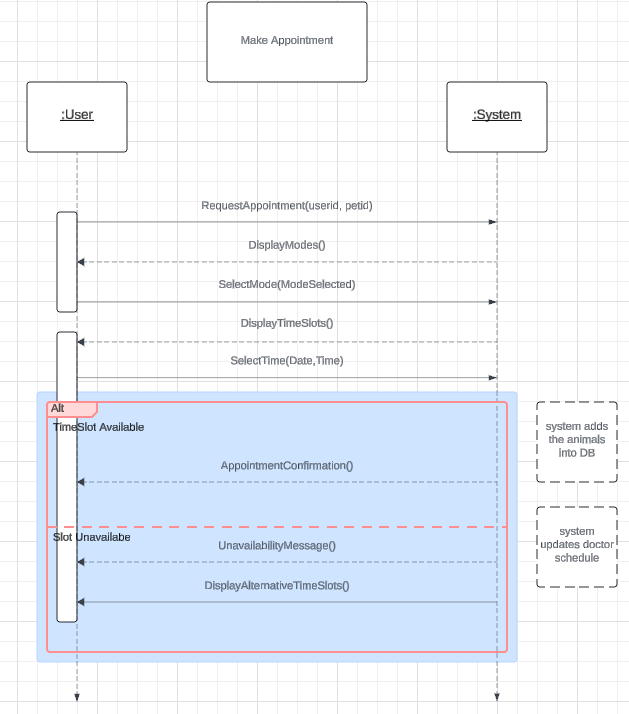 Make Appointment
:User
:System
RequestAppointment(userid, petid)
DisplayModes()
SelectMode(ModeSelected)
DisplayTimeSlots()
SelectTime(Date,Time)
Alt
TimeSlot Available
AppointmentConfirmation()
system adds
the animals
into DB
Slot Unavailabe
UnavailabilityMessage()
DisplayAlternativeTimeSlots()
system
updates doctor
schedule